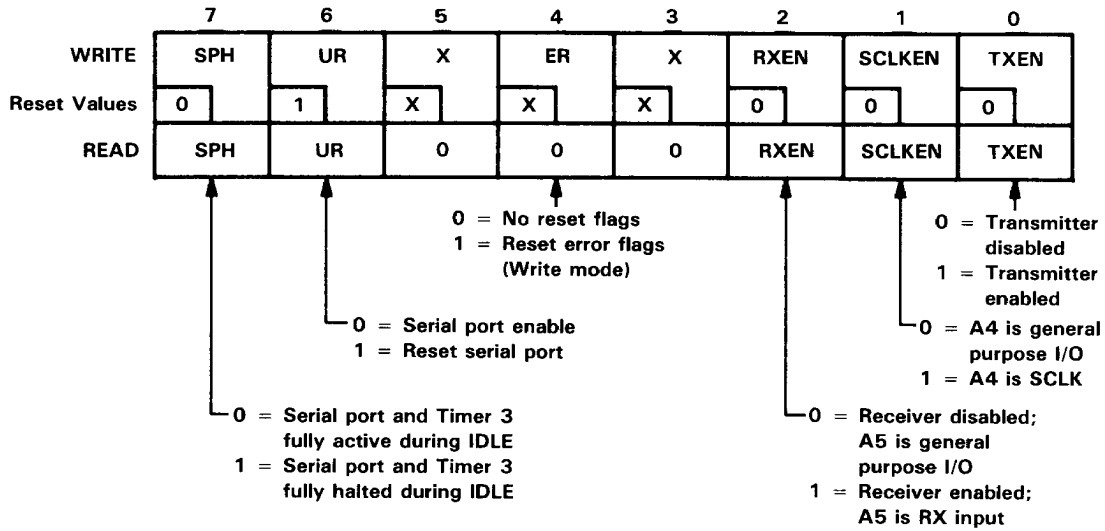 7 6 5 4 3 2 1 0
WRITE SPH UR X ER X RXEN SCLKEN TXEN
Reset Values 0 1 X X X 0 0 0
READ SPH UR 0 0 0 RXEN SCLKEN TXEN
0 = No reset flags
1 = Reset error flags
(Write mode)
0 = Transmitter
disabled
1 = Transmitter
enabled
0 = Serial port enable
1 = Reset serial port
0 = A4 is general
purpose I/O
1 = A4 is SCLK
0 = Serial port and Timer 3
fully active during IDLE
1 = Serial port and Timer 3
fully halted during IDLE
0 = Receiver disabled;
A5 is general
purpose I/O
1 = Receiver enabled;
A5 is RX input